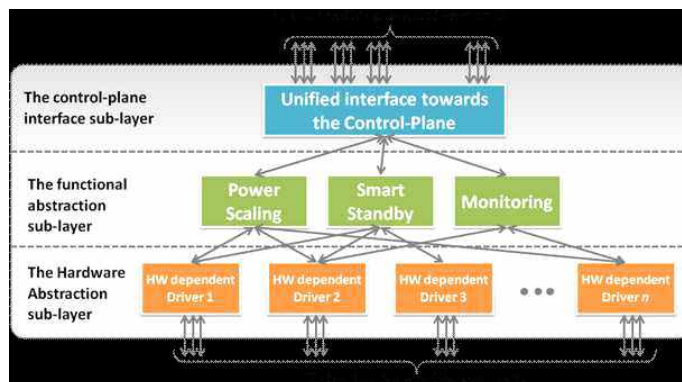 The control-plane
interface sub-layer
Unified interface towards
the Control-Plane
The functional
abstraction
sub-layer
Power
Scaling
Smart
Standby
Monitoring
The Hardware
Abstraction
sub-layer
HW dependent
Driver 1
HW dependent
Driver 2
HW dependent
Driver 3
HW dependent
Driver n